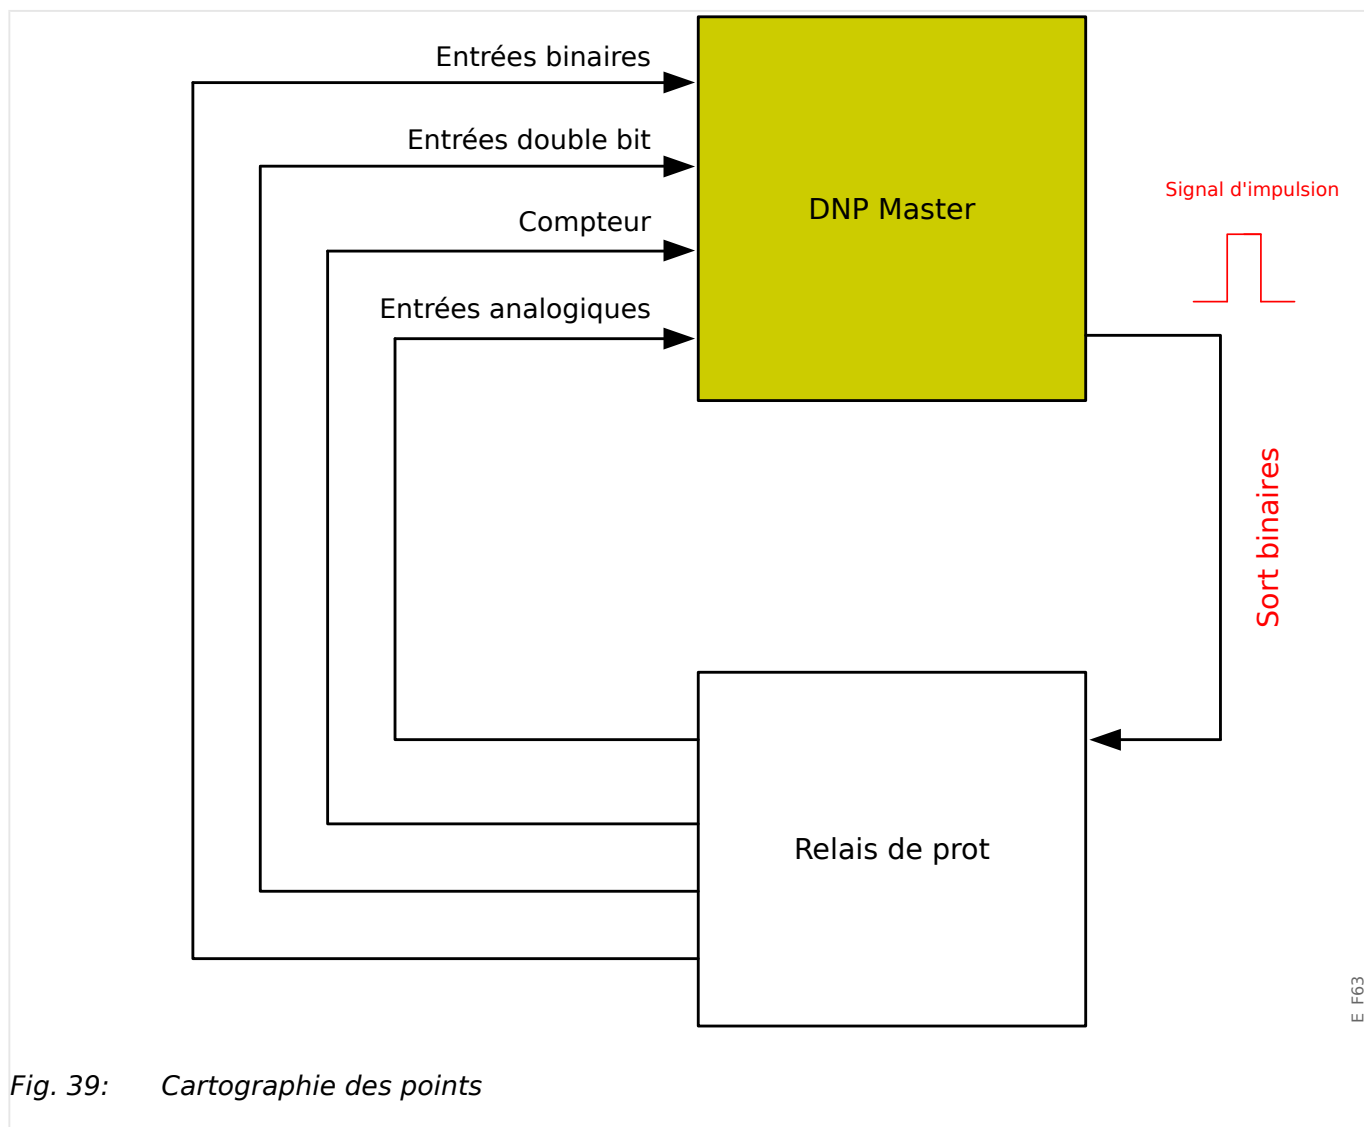 Entrées binaires
Entrées double bit
Compteur
Entrées analogiques
DNP Master
Signal d'impulsion
Sort binaires
Relais de prot
E_F63
Fig. 39: Cartographie des points